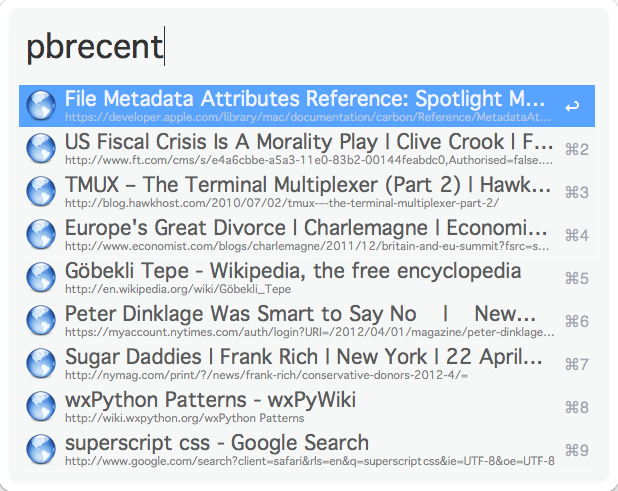 pbrecent
File Metadata Attributes Reference: Spotlight M... ↩
https://developer.apple.com/library/mac/documentation/carbon/Reference/MetadataAt...
US Fiscal Crisis Is A Morality Play | Clive Crook | F... ⌘2
http://www.ft.com/cms/s/e4a6cbbe-a5a3-11e0-83b2-00144feabdc0,Authorised=false....
TMUX – The Terminal Multiplexer (Part 2) | Hawk... ⌘3
http://blog.hawkhost.com/2010/07/02/tmux-–-the-terminal-multiplexer-part-2/
Europe's Great Divorce | Charlemagne | Economi... ⌘4
http://www.economist.com/blogs/charlemagne/2011/12/britain-and-eu-summit?fsrc=s...
Göbekli Tepe - Wikipedia, the free encyclopedia ⌘5
http://en.wikipedia.org/wiki/Göbekli_Tepe
Peter Dinklage Was Smart to Say No | New... ⌘6
https://myaccount.nytimes.com/auth/login?URI=/2012/04/01/magazine/peter-dinklage...
Sugar Daddies | Frank Rich | New York | 22 April... ⌘7
http://nymag.com/print/?/news/frank-rich/conservative-donors-2012-4/=
wxPython Patterns - wxPyWiki ⌘8
http://wiki.wxpython.org/wxPython Patterns
superscript css - Google Search ⌘9
http://www.google.com/search?client=safari&rls=en&q=superscript css&ie=UTF-8&oe=UTF-8